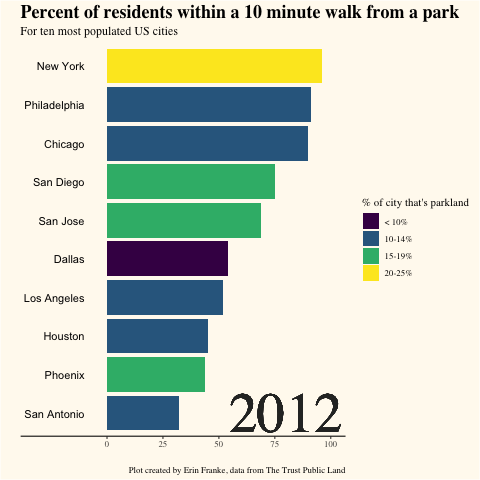 Percent of residents within a 10 minute walk from a park
For ten most populated US cities
New York
Philadelphia
Chicago
San Diego
San Jose
Dallas
Los Angeles
Houston
Phoenix
San Antonio
0 25 50 75 100
2012
% of city that's parkland
< 10%
10-14%
15-19%
20-25%
Plot created by Erin Franke, data from The Trust Public Land